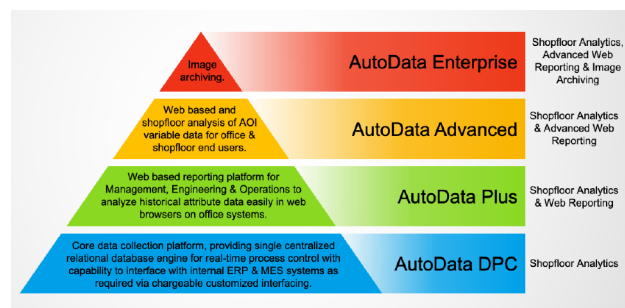 Image
archiving.
AutoData Enterprise
Shopfloor Analytics,
Advanced Web
Reporting & Image
Archiving
Web based and
shopfloor analysis of AOI
variable data for office &
shopfloor end users.
AutoData Advanced
Shopfloor Analytics
& Advanced Web
Reporting
Web based reporting platform for
Management, Engineering & Operations to
analyze historical attribute data easily in web
browsers on office systems.
AutoData Plus
Shopfloor Analytics
& Web Reporting
Core data collection platform, providing single centralized
relational database engine for real-time process control with
capability to interface with internal ERP & MES systems as
required via chargeable customized interfacing.
AutoData DPC
Shopfloor Analytics